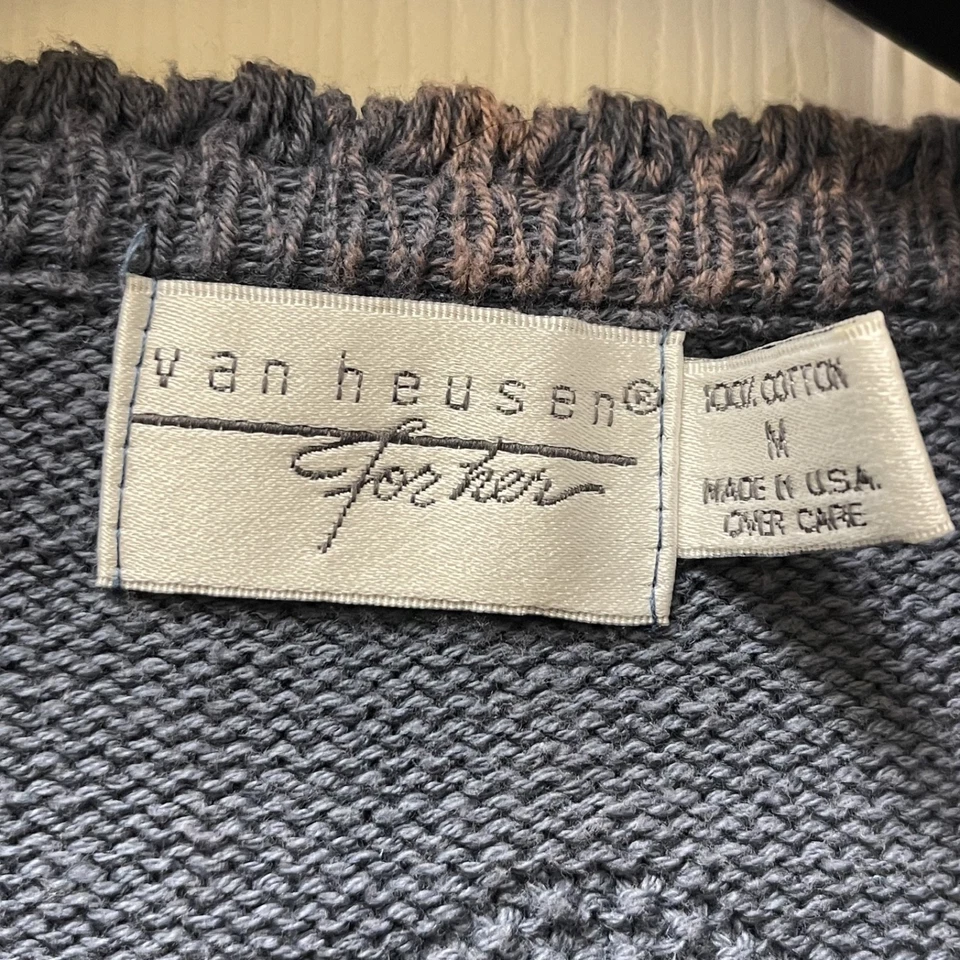 van heusen®
for her
100% COTTON
M
MADE IN U.S.A.
OVER CARE